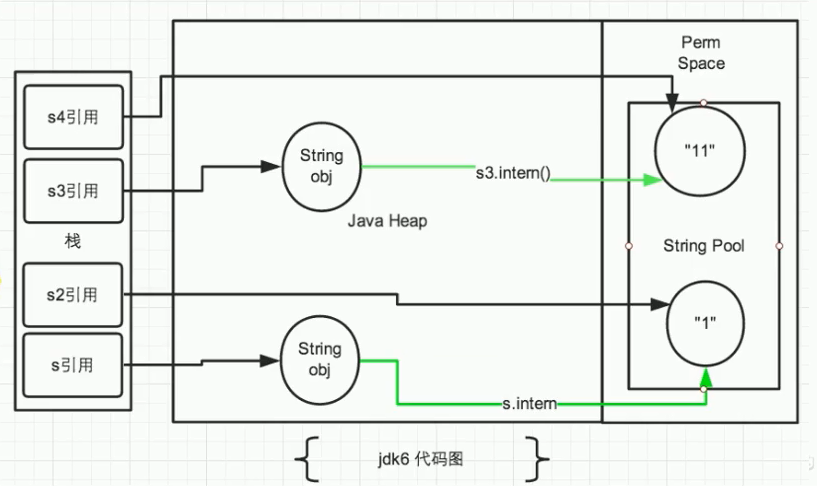 Perm
Space
s4引用
"11"
String
obj
s3.intern()
s3引用
Java Heap
栈
String Pool
s2引用
"1"
String
obj
s引用
s.intern
jdk6 代码图